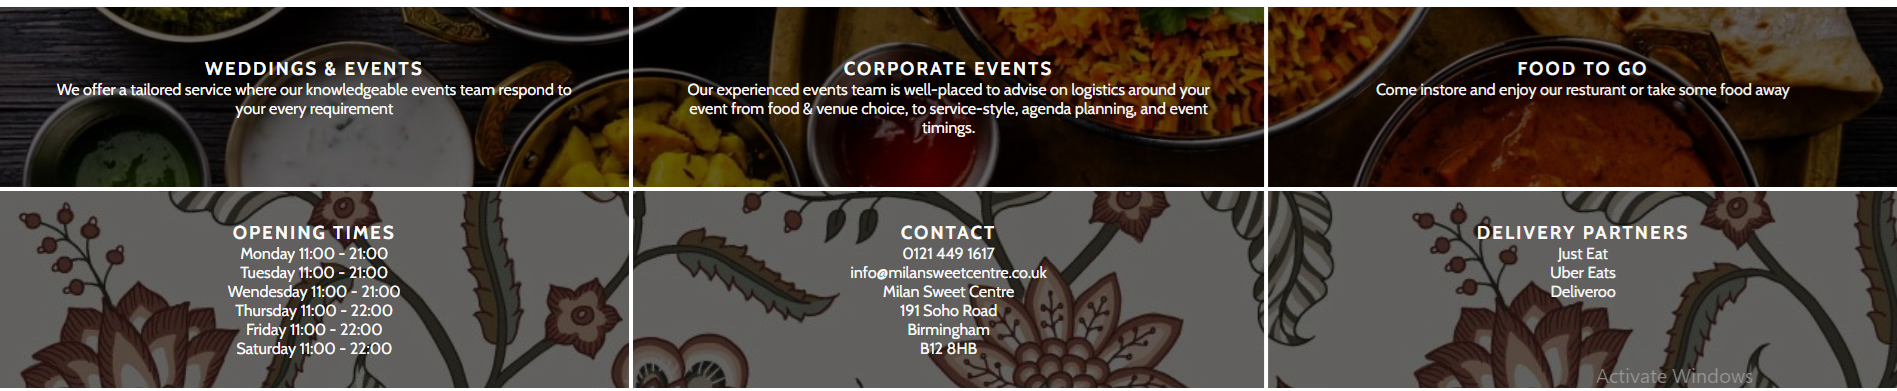 WEDDINGS & EVENTS
We offer a tailored service where our knowledgeable events team respond to
your every requirement
CORPORATE EVENTS
Our experienced events team is well-placed to advise on logistics around your
event from food & venue choice, to service-style, agenda planning, and event
timings.
FOOD TO GO
Come instore and enjoy our resturant or take some food away
OPENING TIMES
Monday 11:00 - 21:00
Tuesday 11:00 - 21:00
Wendesday 11:00 - 21:00
Thursday 11:00 - 22:00
Friday 11:00 - 22:00
Saturday 11:00 - 22:00
CONTACT
0121 449 1617
info@milansweetcentre.co.uk
Milan Sweet Centre
191 Soho Road
Birmingham
B12 8HB
DELIVERY PARTNERS
Just Eat
Uber Eats
Deliveroo
Activate Windows